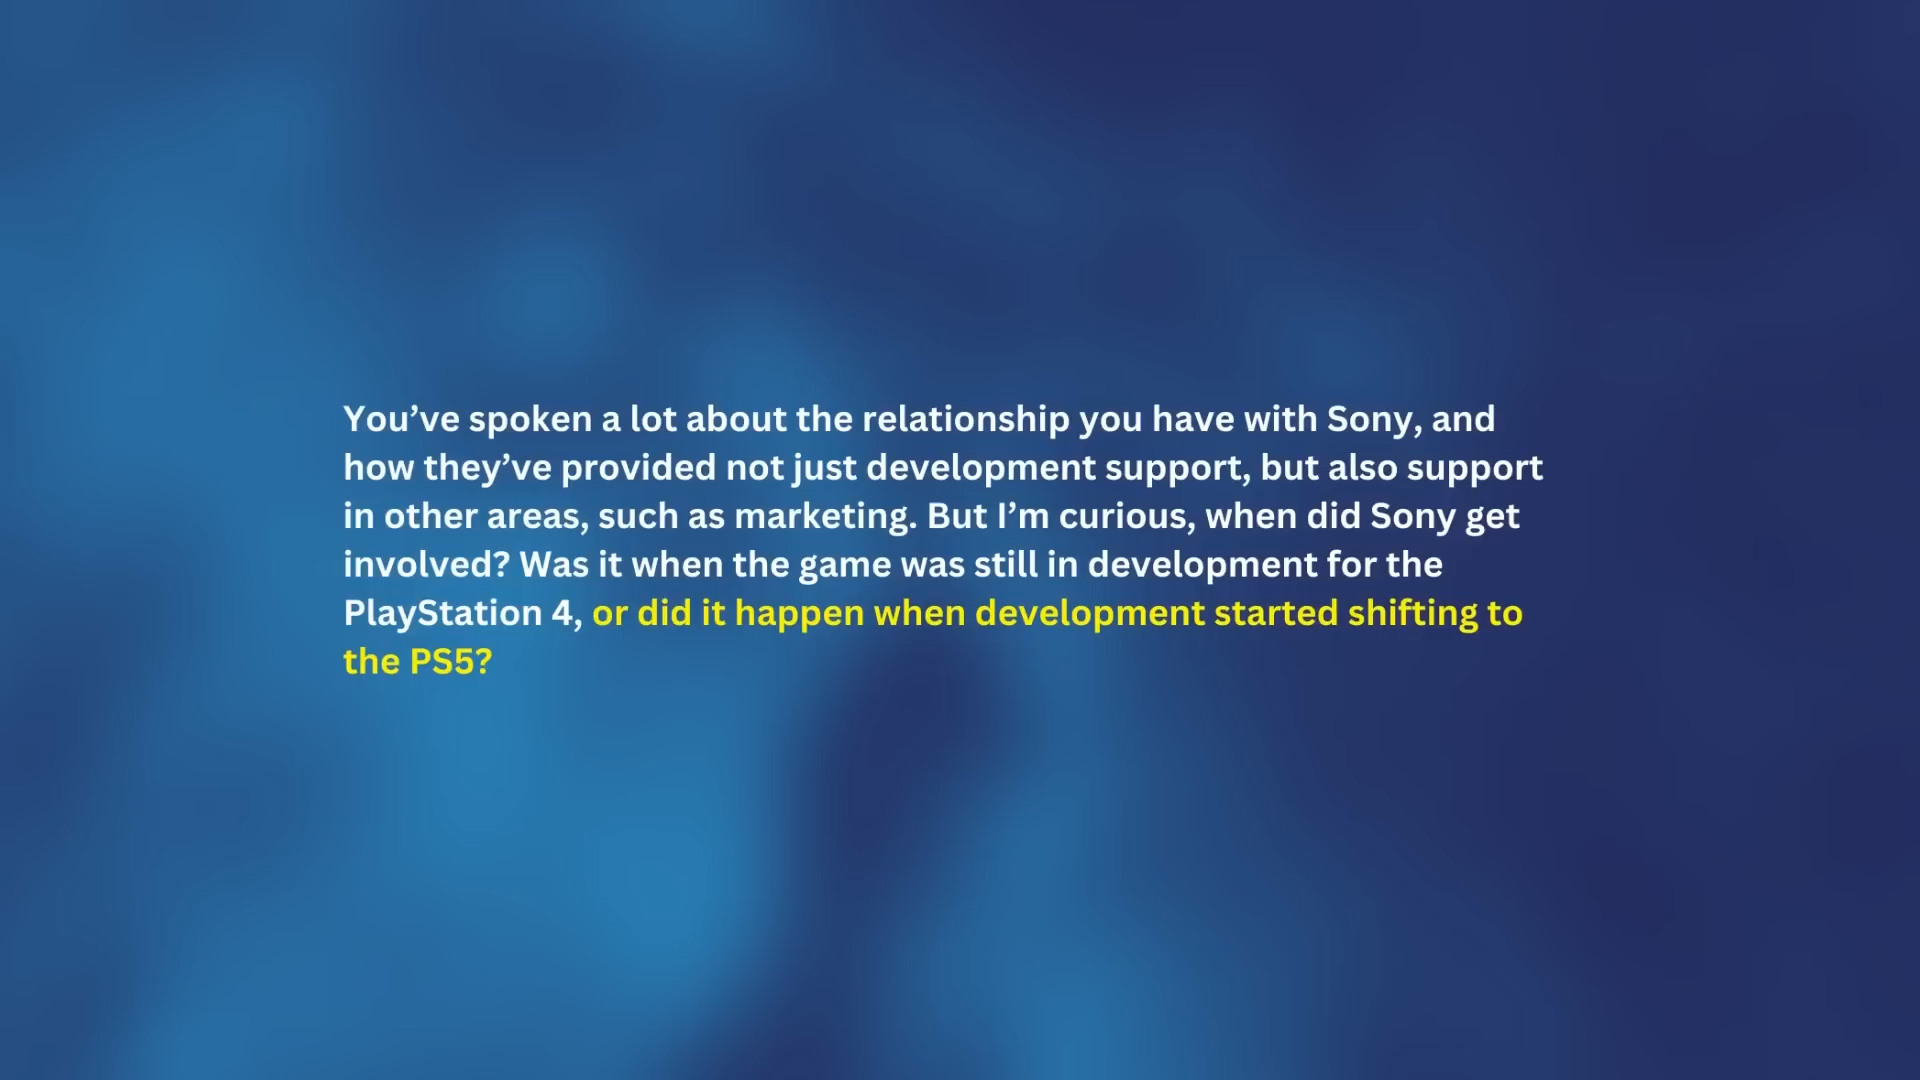 You’ve spoken a lot about the relationship you have with Sony, and
how they’ve provided not just development support, but also support
in other areas, such as marketing. But I’m curious, when did Sony get
involved? Was it when the game was still in development for the
PlayStation 4, or did it happen when development started shifting to
the PS5?